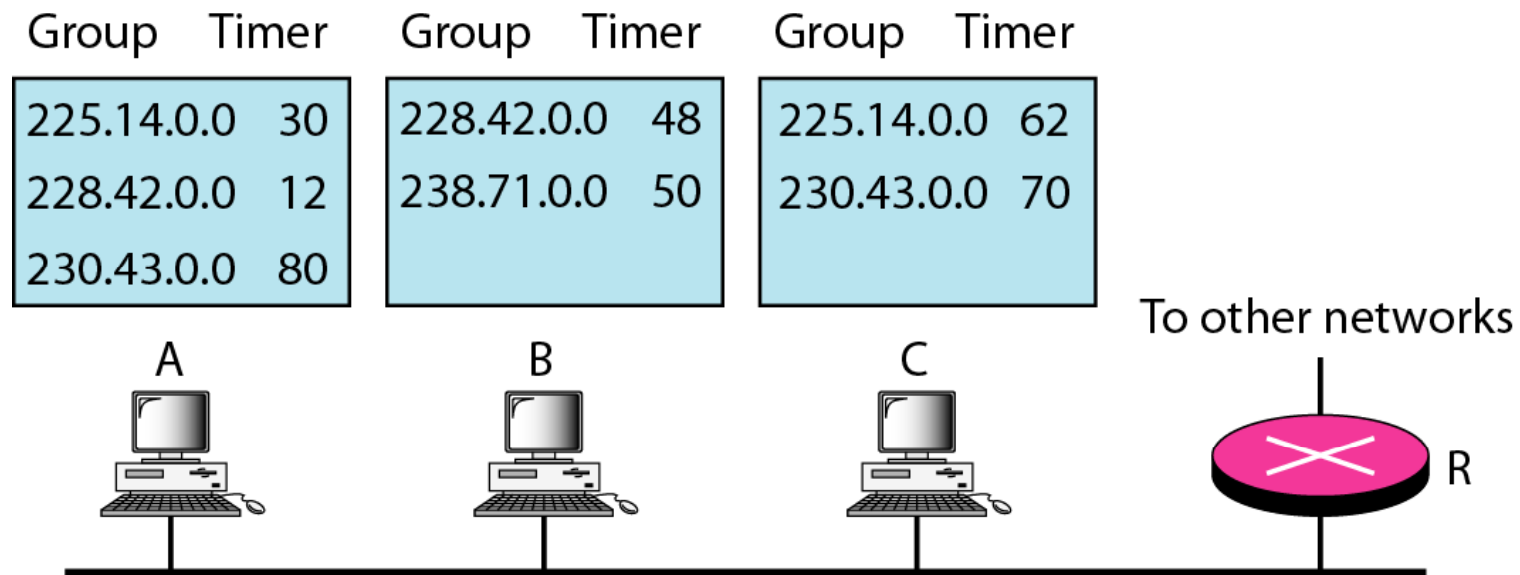 Group Timer Group Timer Group Timer
225.14.0.0 30
228.42.0.0 12
230.43.0.0 80
228.42.0.0 48
238.71.0.0 50
225.14.0.0 62
230.43.0.0 70
To other networks
A
B
C
R